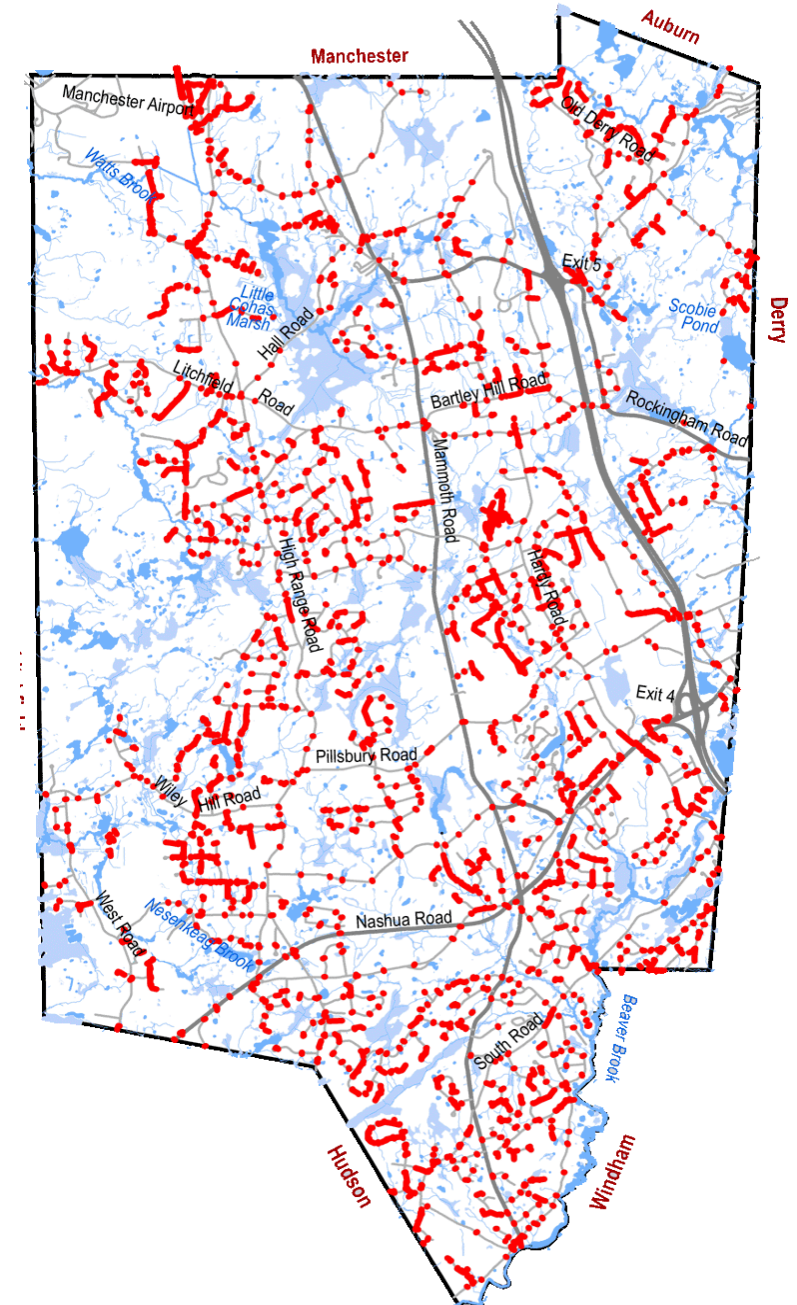 Auburn
Manchester
Manchester Airport
Old Derry Road
Watts Brook
Exit 5
Little
Cohas
Marsh
Scobie
Pond
Derry
Hall Road
Litchfield
Road
Bartley Hill Road
Rockingham Road
Mammoth Road
High Range Road
Hardy Road
Exit 4
Pillsbury Road
Wiley
Hill Road
West Road
Nesenkeag Brook
Nashua Road
Beaver Brook
South Road
Hudson
Windham